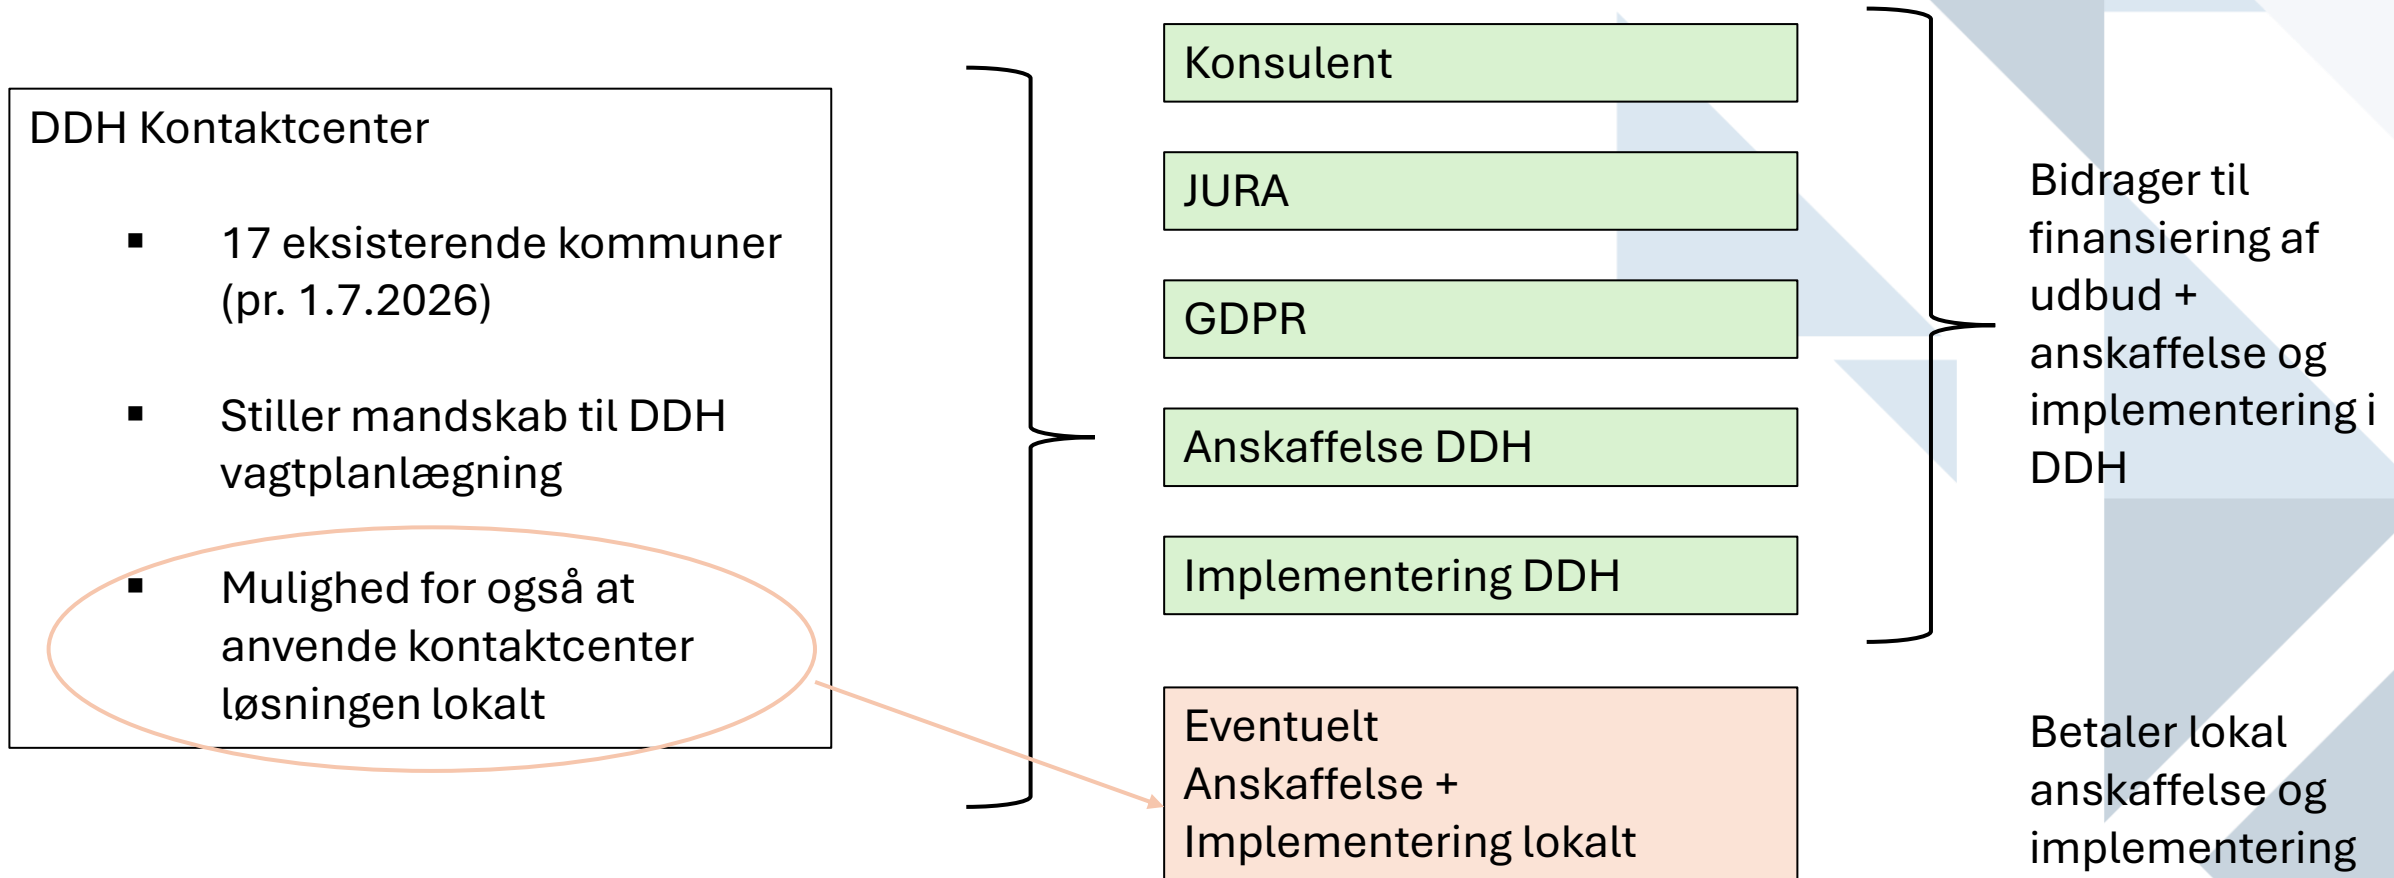 DDH Kontaktcenter
▪ 17 eksisterende kommuner
(pr. 1.7.2026)
▪ Stiller mandskab til DDH
vagtplanlægning
▪ Mulighed for også at
anvende kontaktcenter
løsningen lokalt
Konsulent
JURA
GDPR
Anskaffelse DDH
Implementering DDH
Eventuelt
Anskaffelse +
Implementering lokalt
Bidrager til
finansiering af
udbud +
anskaffelse og
implementering i
DDH
Betaler lokal
anskaffelse og
implementering